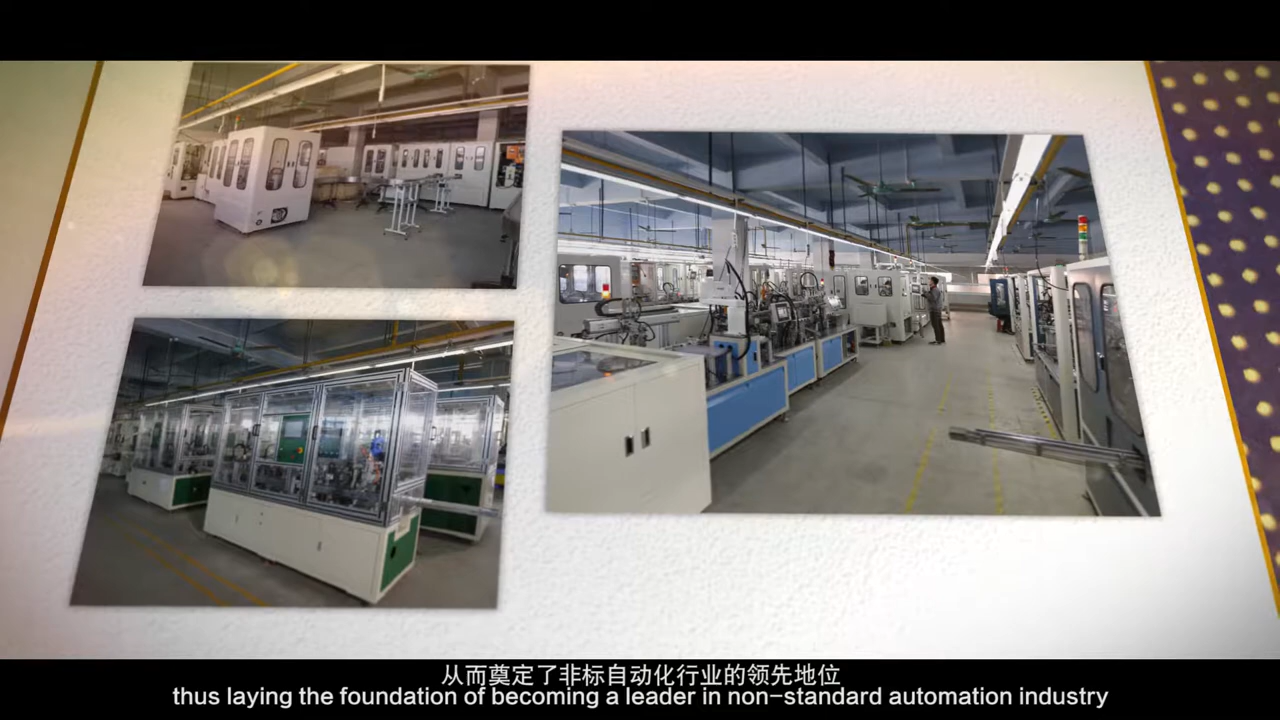 从而奠定了非标自动化行业的领先地位
thus laying the foundation of becoming a leader in non-standard automation industry